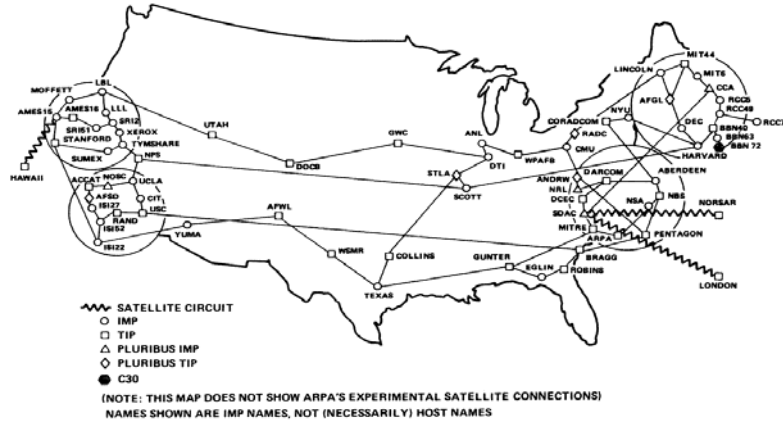 MIT44
LINCOLN
MIT6
CCA
RCC5
RCC49
RCC71
AFGL
DEC
BBN40
BBN63
BBN 72
HARVARD
NYU
CORADCOM
RADC
CMU
LBL
MOFFETT
AMES15
AMES16
LLL
SRI2
SRI51
XEROX
STANFORD
TYMSHARE
SUMEX
NPS
HAWAII
UTAH
DOCB
GWC
ANL
DTI
WPAFB
STLA
SCOTT
ANDRW
DARCOM
ABERDEEN
NRL
DCEC
NSA
NBS
NORSAR
SDAC
MITRE
ARPA
PENTAGON
BRAGG
LONDON
ACCAT
NOSC
UCLA
AFSD
CIT
ISI27
USC
RAND
ISI52
ISI22
AFWL
YUMA
WSMR
COLLINS
TEXAS
GUNTER
EGLIN
ROBINS
SATELLITE CIRCUIT
IMP
TIP
PLURIBUS IMP
PLURIBUS TIP
C30
(NOTE: THIS MAP DOES NOT SHOW ARPA'S EXPERIMENTAL SATELLITE CONNECTIONS)
NAMES SHOWN ARE IMP NAMES, NOT (NECESSARILY) HOST NAMES